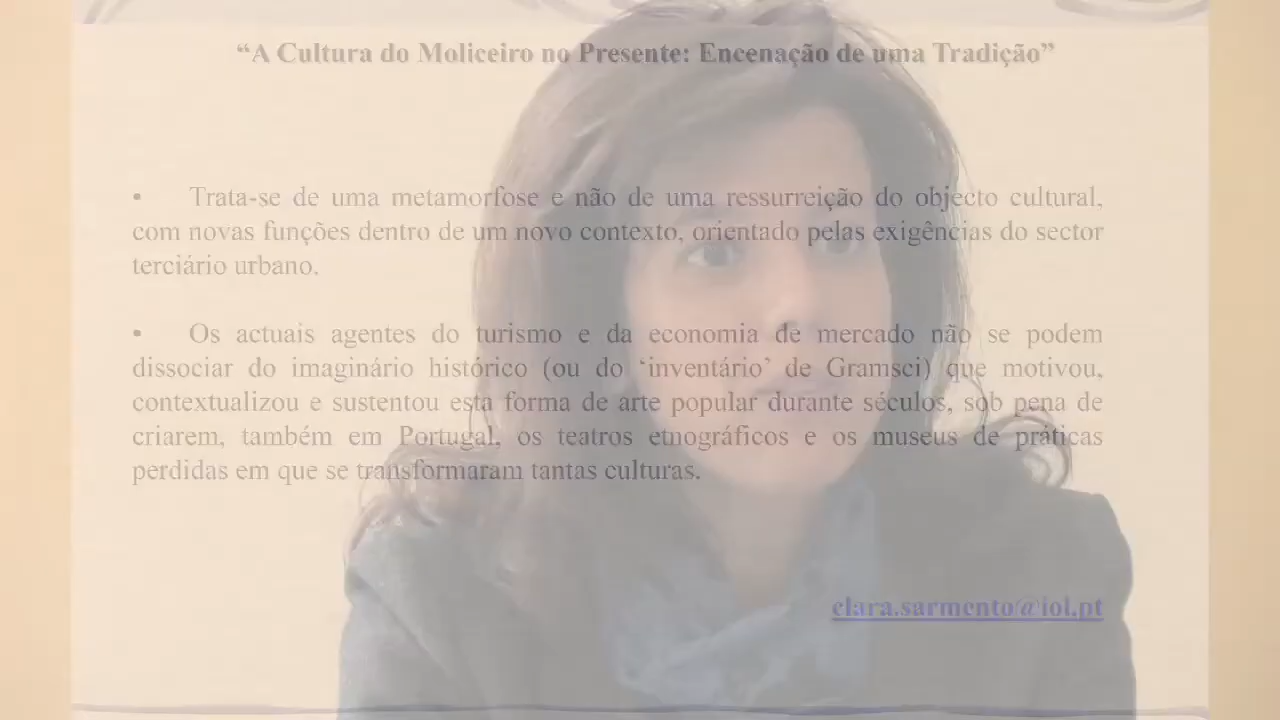 “A Cultura do Moliceiro no Presente: Encenação de uma Tradição”
• Trata-se de uma metamorfose e não de uma ressurreição do objecto cultural,
com novas funções dentro de um novo contexto, orientado pelas exigências do sector
terciário urbano.
• Os actuais agentes do turismo e da economia de mercado não se podem
dissociar do imaginário histórico (ou do ‘inventário’ de Gramsci) que motivou,
contextualizou e sustentou esta forma de arte popular durante séculos, sob pena de
criarem, também em Portugal, os teatros etnográficos e os museus de práticas
perdidas em que se transformaram tantas culturas.
clara.sarmento@iol.pt